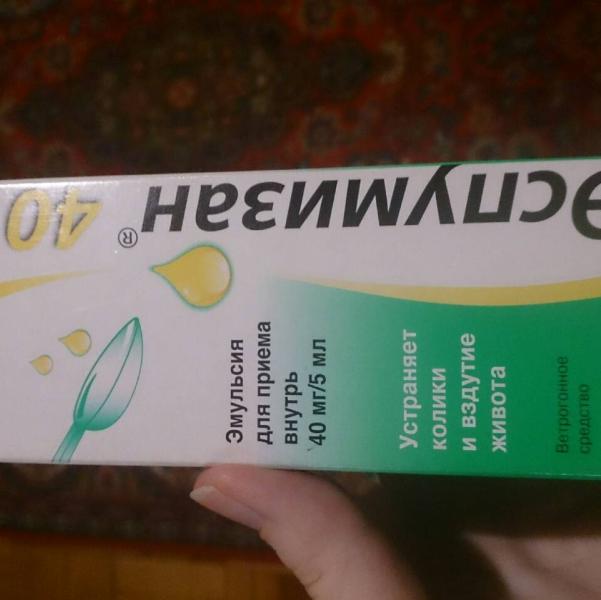 Эспумизан® 40
Эмульсия
для приема
внутрь
40 мг/5 мл
Устраняет
колики
и вздутие
живота
Ветрогонное
средство